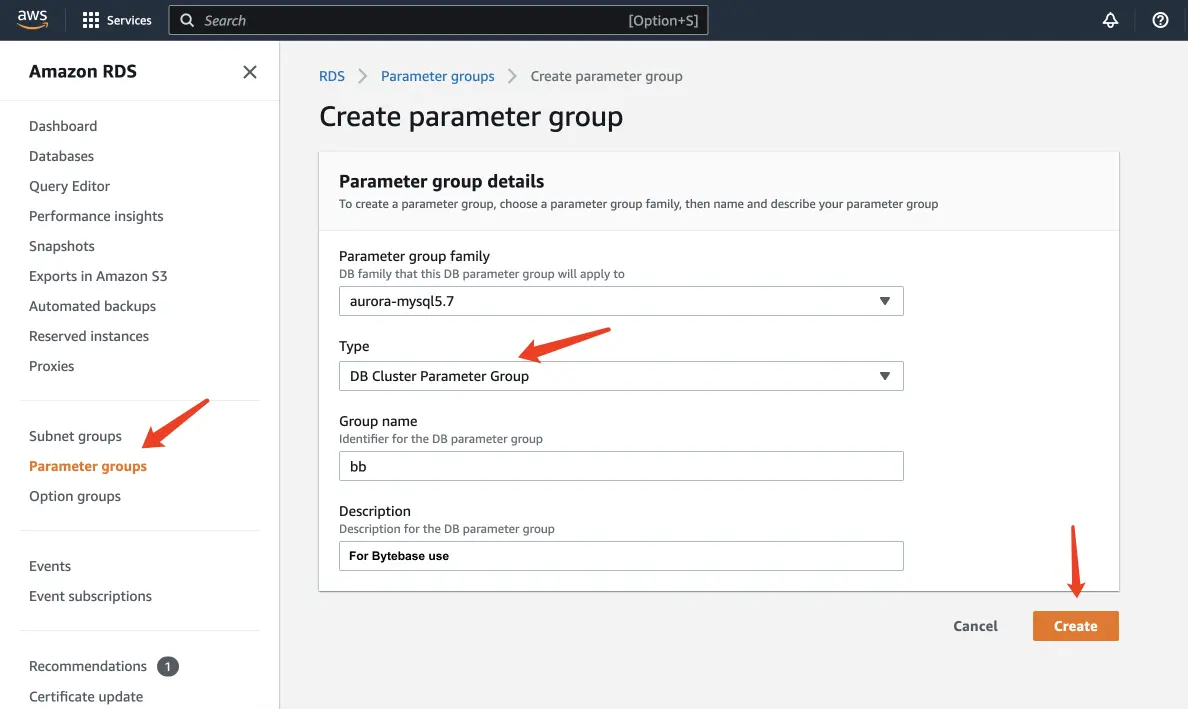 aws
Services
Search
[Option+S]
Amazon RDS
Dashboard
Databases
Query Editor
Performance insights
Snapshots
Exports in Amazon S3
Automated backups
Reserved instances
Proxies
Subnet groups
Parameter groups
Option groups
Events
Event subscriptions
Recommendations 1
Certificate update
RDS > Parameter groups > Create parameter group
Create parameter group
Parameter group details
To create a parameter group, choose a parameter group family, then name and describe your parameter group
Parameter group family
DB family that this DB parameter group will apply to
aurora-mysql5.7
Type
DB Cluster Parameter Group
Group name
Identifier for the DB parameter group
bb
Description
Description for the DB parameter group
For Bytebase use
Cancel
Create